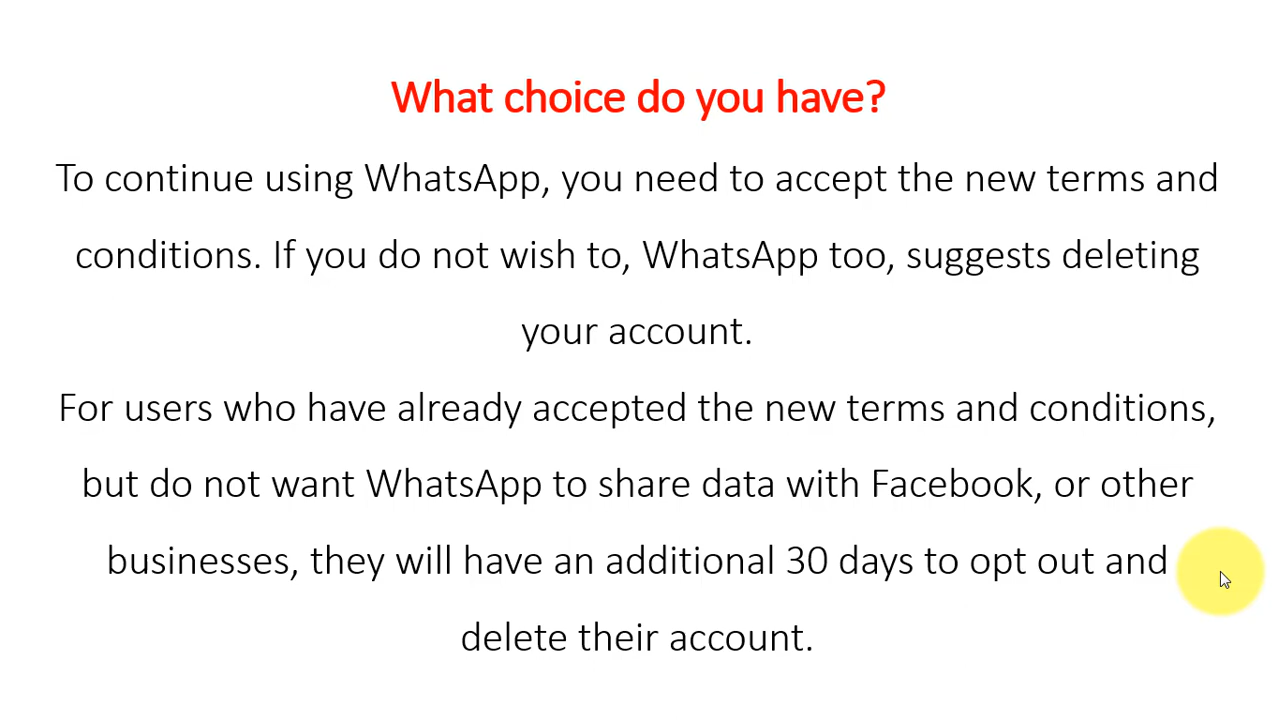 What choice do you have?
To continue using WhatsApp, you need to accept the new terms and
conditions. If you do not wish to, WhatsApp too, suggests deleting
your account.
For users who have already accepted the new terms and conditions,
but do not want WhatsApp to share data with Facebook, or other
businesses, they will have an additional 30 days to opt out and
delete their account.